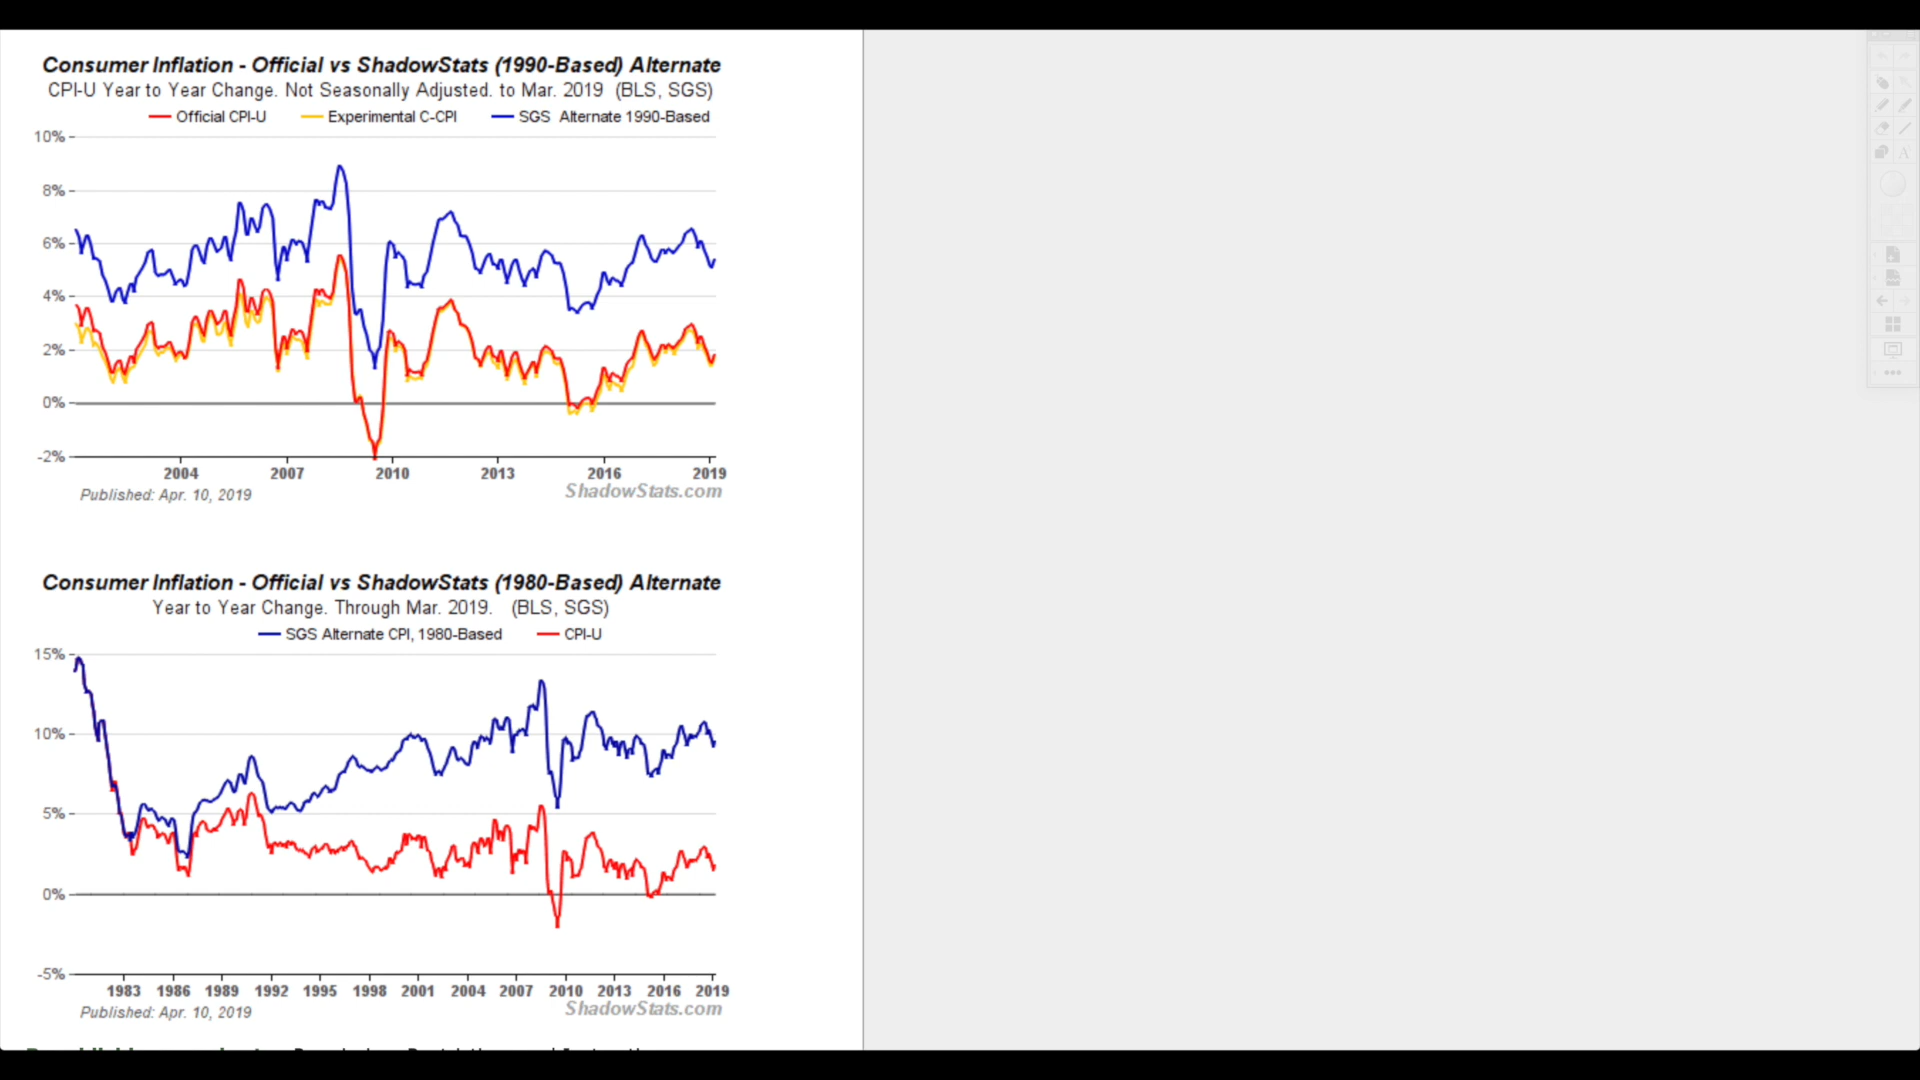 Consumer Inflation - Official vs ShadowStats (1990-Based) Alternate
CPI-U Year to Year Change. Not Seasonally Adjusted. to Mar. 2019 (BLS, SGS)
Official CPI-U Experimental C-CPI SGS Alternate 1990-Based
10%
8%
6%
4%
2%
0%
-2%
2004 2007 2010 2013 2016 2019
Published: Apr. 10, 2019
ShadowStats.com
Consumer Inflation - Official vs ShadowStats (1980-Based) Alternate
Year to Year Change. Through Mar. 2019. (BLS, SGS)
SGS Alternate CPI, 1980-Based CPI-U
15%
10%
5%
0%
-5%
1983 1986 1989 1992 1995 1998 2001 2004 2007 2010 2013 2016 2019
Published: Apr. 10, 2019
ShadowStats.com